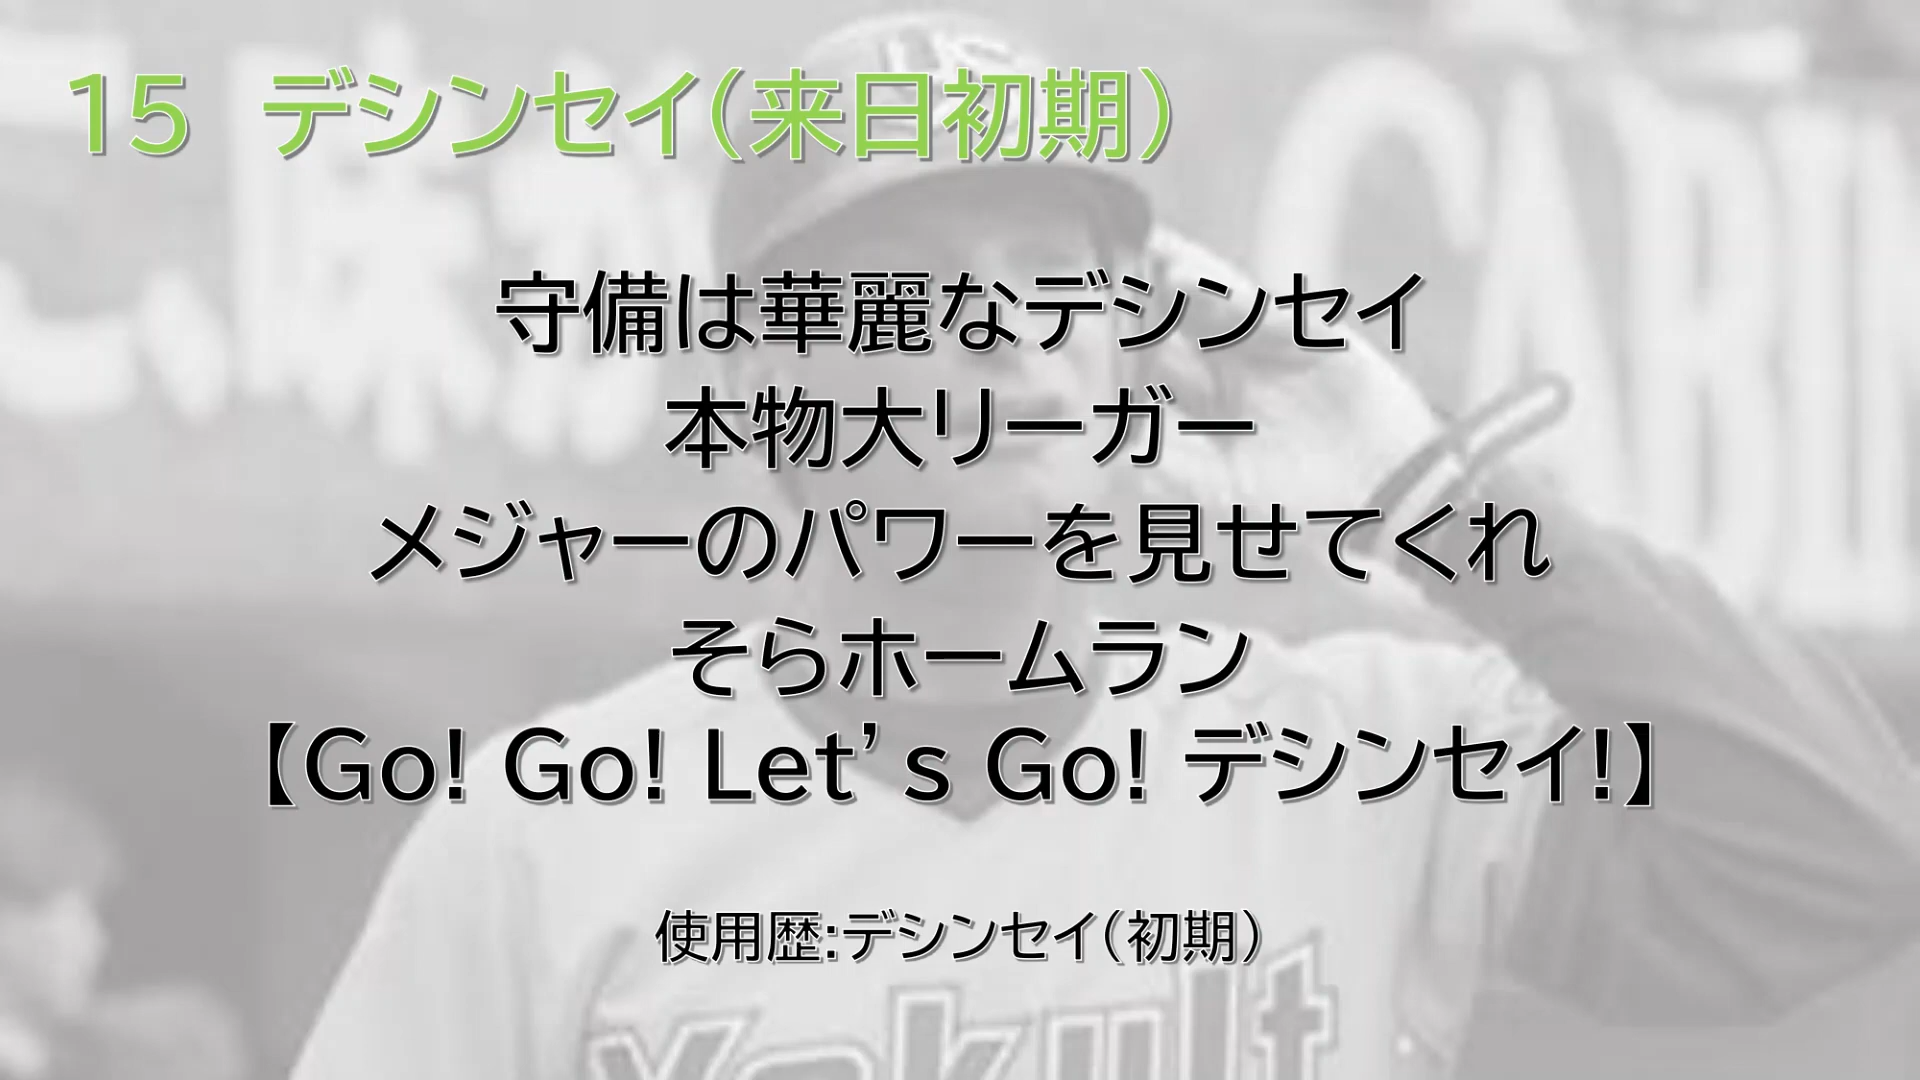 15 デシンセイ(来日初期)
守備は華麗なデシンセイ
本物大リーガー
メジャーのパワーを見せてくれ
そらホームラン
【Go! Go! Let's Go! デシンセイ!】
使用歴:デシンセイ(初期)
Yakult